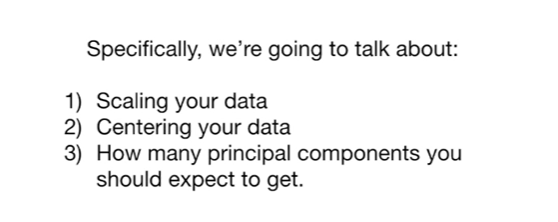 Specifically, we're going to talk about:
1) Scaling your data
2) Centering your data
3) How many principal components you
should expect to get.